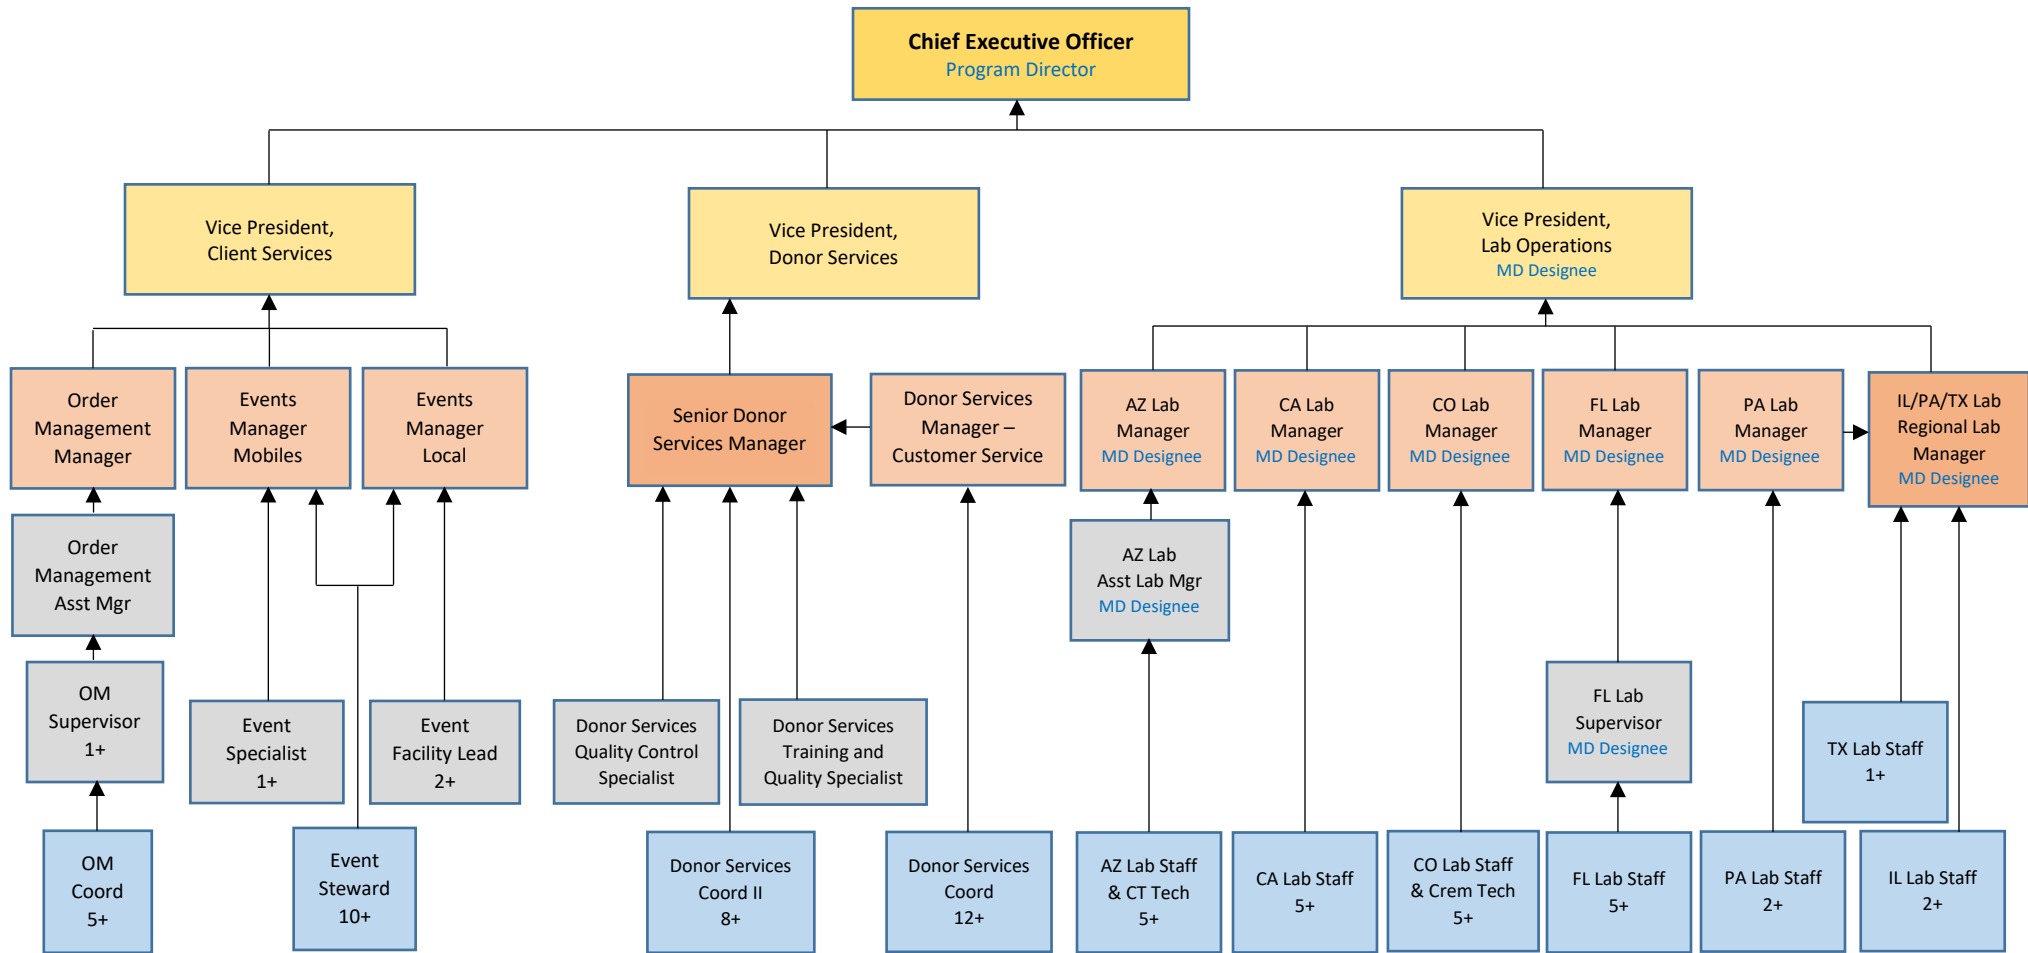 Chief Executive Officer
Program Director
Vice President,
Client Services
Vice President,
Donor Services
Vice President,
Lab Operations
MD Designee
Order
Management
Manager
Events
Manager
Mobiles
Events
Manager
Local
Senior Donor
Services Manager
Donor Services
Manager –
Customer Service
AZ Lab
Manager
MD Designee
CA Lab
Manager
MD Designee
CO Lab
Manager
MD Designee
FL Lab
Manager
MD Designee
PA Lab
Manager
MD Designee
IL/PA/TX Lab
Regional Lab
Manager
MD Designee
Order
Management
Asst Mgr
AZ Lab
Asst Lab Mgr
MD Designee
OM
Supervisor
1+
Event
Specialist
1+
Event
Facility Lead
2+
Donor Services
Quality Control
Specialist
Donor Services
Training and
Quality Specialist
FL Lab
Supervisor
MD Designee
TX Lab Staff
1+
OM
Coord
5+
Event
Steward
10+
Donor Services
Coord II
8+
Donor Services
Coord
12+
AZ Lab Staff
& CT Tech
5+
CA Lab Staff
5+
CO Lab Staff
& Crem Tech
5+
FL Lab Staff
5+
PA Lab Staff
2+
IL Lab Staff
2+